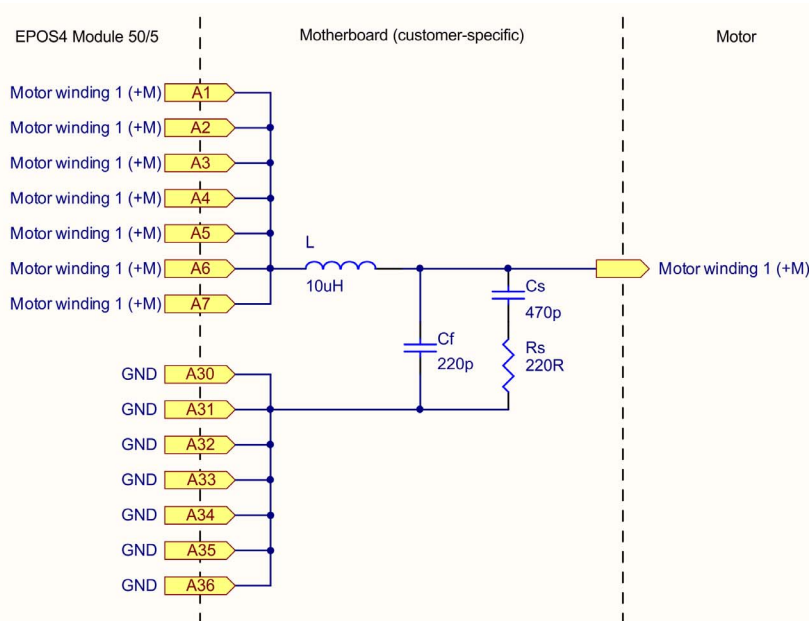 EPOS4 Module 50/5
Motherboard (customer-specific)
Motor
Motor winding 1 (+M) A1
Motor winding 1 (+M) A2
Motor winding 1 (+M) A3
Motor winding 1 (+M) A4
Motor winding 1 (+M) A5
Motor winding 1 (+M) A6
Motor winding 1 (+M) A7
L
10uH
Cf
220p
Cs
470p
Rs
220R
Motor winding 1 (+M)
GND A30
GND A31
GND A32
GND A33
GND A34
GND A35
GND A36